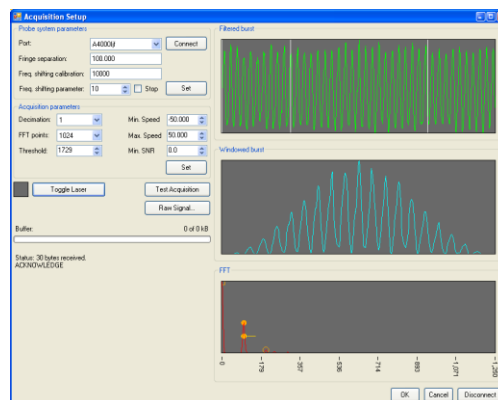 Acquisition Setup
Probe system parameters
Port: A4000U Connect
Fringe separation: 100.000
Freq. shifting calibration: 10000
Freq. shifting parameter: 10 Stop Set
Acquisition parameters
Decimation: 1 Min. Speed -50.000
FFT points: 1024 Max. Speed 50.000
Threshold: 1729 Min. SNR 8.0
Set
Toggle Laser Test Acquisition
Raw Signal...
Buffer: 0 of 0 kB
Status: 30 bytes received.
ACKNOWLEDGE
Filtered burst
Windowed burst
FFT
0 179 357 536 714 893 1,071 1,250
OK Cancel Disconnect